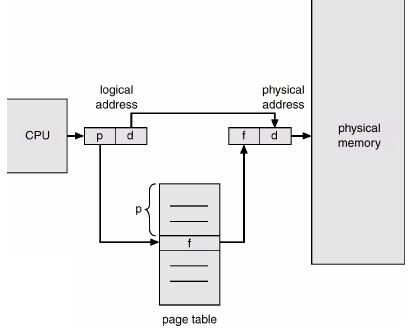 logical
address
physical
address
CPU
p d
f d
physical
memory
p
f
page table